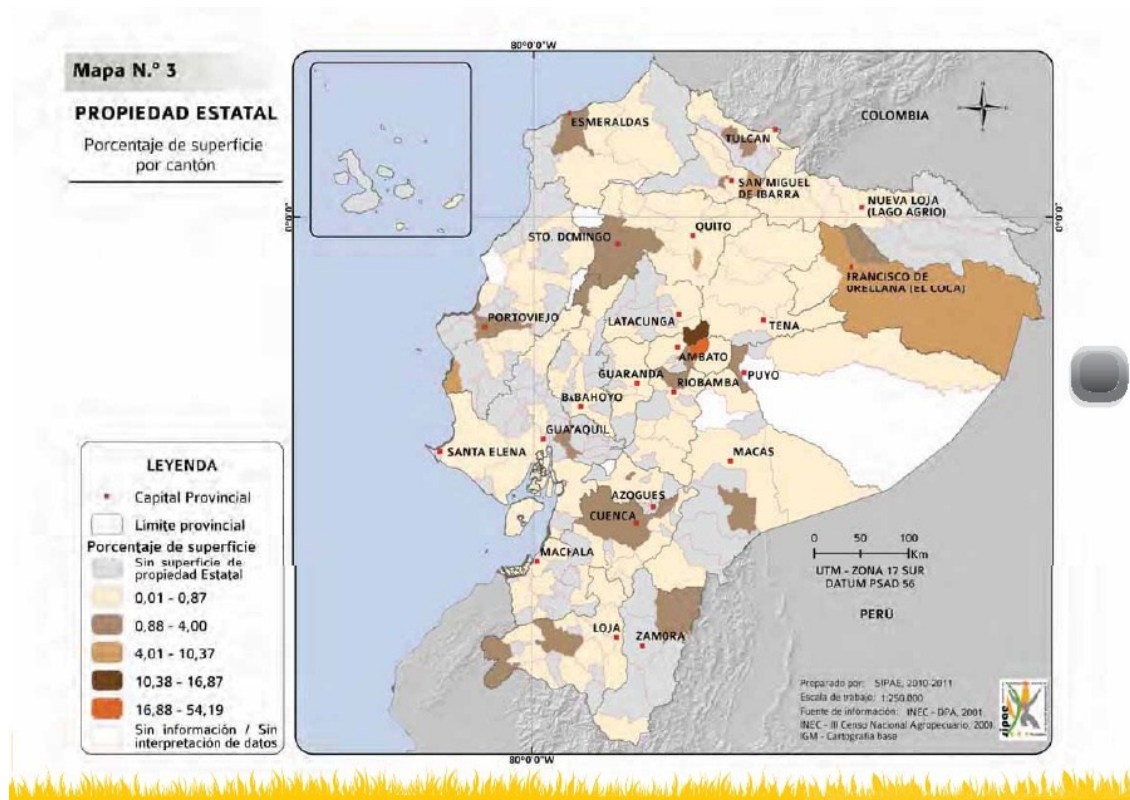 Mapa N.° 3
PROPIEDAD ESTATAL
Porcentaje de superficie
por cantón
80°0'0"W
COLOMBIA
ESMERALDAS
TULCAN
SAN MIGUEL
DE IBARRA
NUEVA LOJA
(LAGO AGRIO)
0°0'0"
0°0'0"
QUITO
STO. DOMINGO
FRANCISCO DE
ORELLANA (EL COCA)
PORTOVIEJO
LATACUNGA
TENA
AMBATO
GUARANDA
RIOBAMBA
PUYO
BABAHOYO
GUAYAQUIL
SANTA ELENA
MACAS
AZOGUES
CUENCA
MACHALA
LOJA
ZAMORA
0 50 100
Km
UTM - ZONA 17 SUR
DATUM PSAD 56
PERÚ
LEYENDA
Capital Provincial
Limite provincial
Porcentaje de superficie
Sin superficie de
propiedad Estatal
0,01 - 0,87
0,88 - 4,00
4,01 - 10,37
10,38 - 16,87
16,88 - 54,19
Sin información / Sin
interpretación de datos
Preparado por: SIPAE, 2010-2011
Escala de trabajo: 1:250.000
Fuente de información: INEC - DPA, 2001.
INEC - III Censo Nacional Agropecuario, 2001.
IGM - Cartografía base
sipae
80°0'0"W